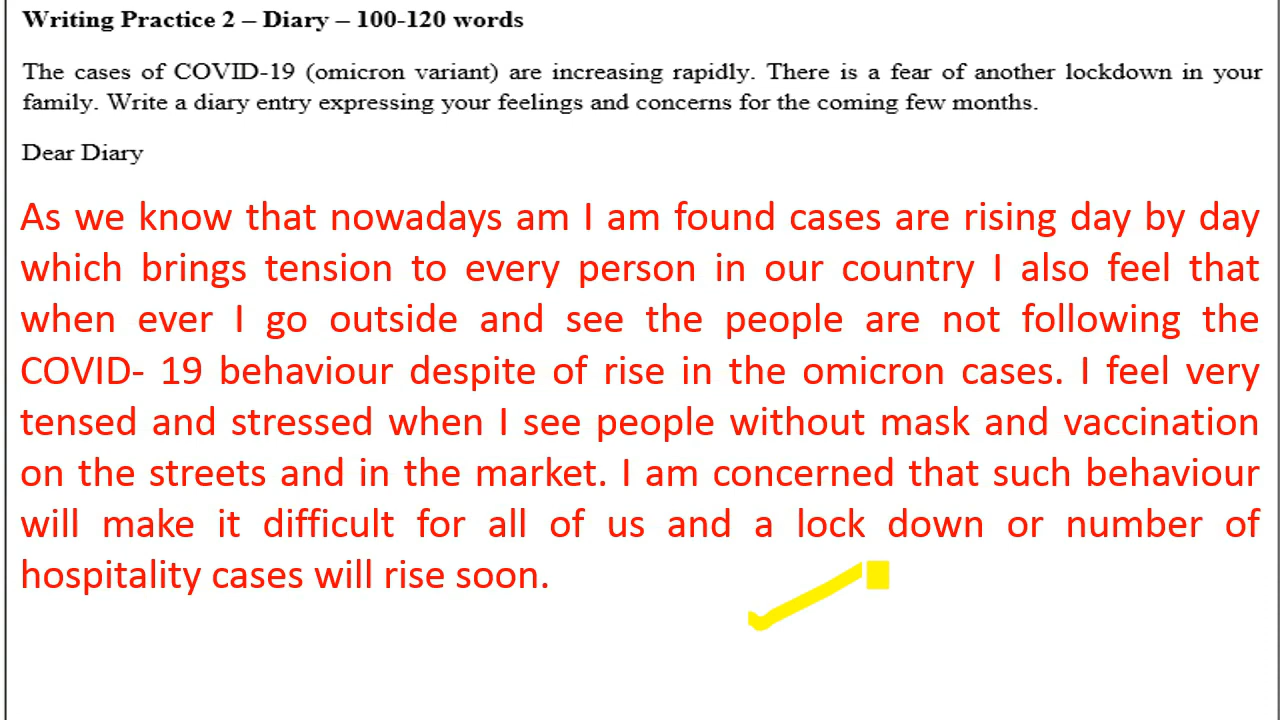 Writing Practice 2 – Diary – 100-120 words
The cases of COVID-19 (omicron variant) are increasing rapidly. There is a fear of another lockdown in your
family. Write a diary entry expressing your feelings and concerns for the coming few months.
Dear Diary
As we know that nowadays am I am found cases are rising day by day
which brings tension to every person in our country I also feel that
when ever I go outside and see the people are not following the
COVID- 19 behaviour despite of rise in the omicron cases. I feel very
tensed and stressed when I see people without mask and vaccination
on the streets and in the market. I am concerned that such behaviour
will make it difficult for all of us and a lock down or number of
hospitality cases will rise soon.